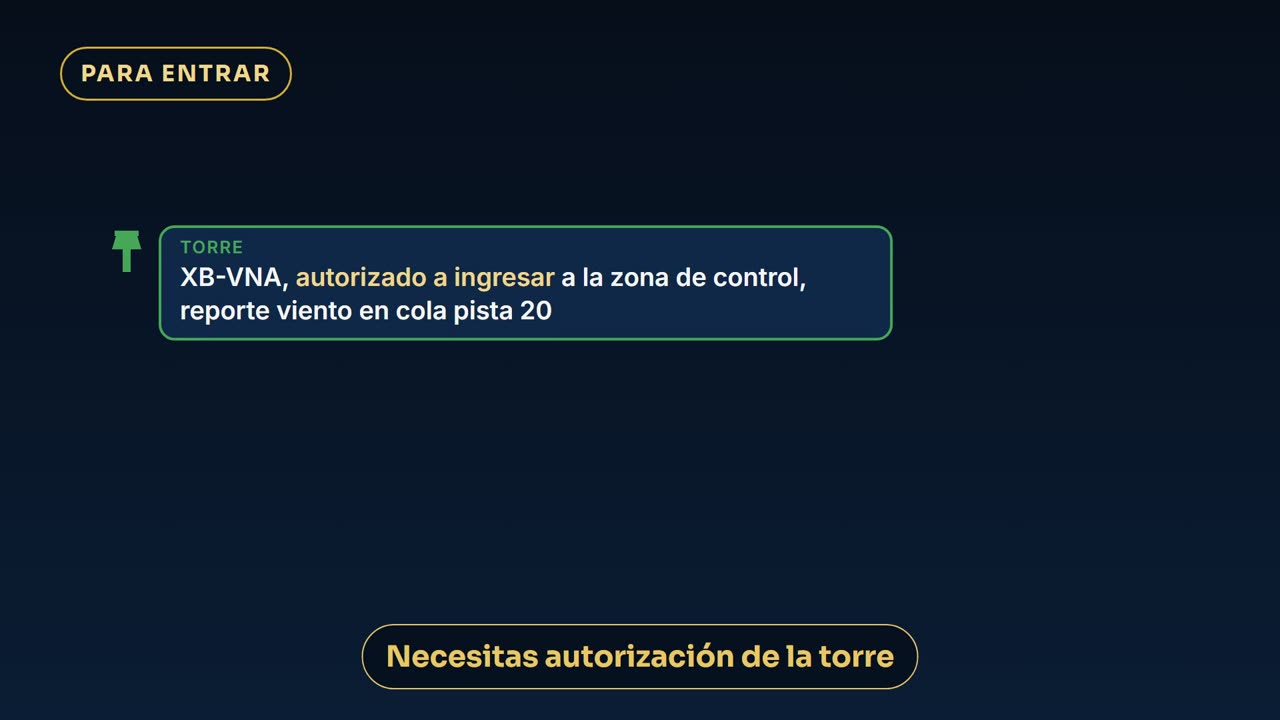 PARA ENTRAR
TORRE
XB-VNA, autorizado a ingresar a la zona de control,
reporte viento en cola pista 20
Necesitas autorización de la torre